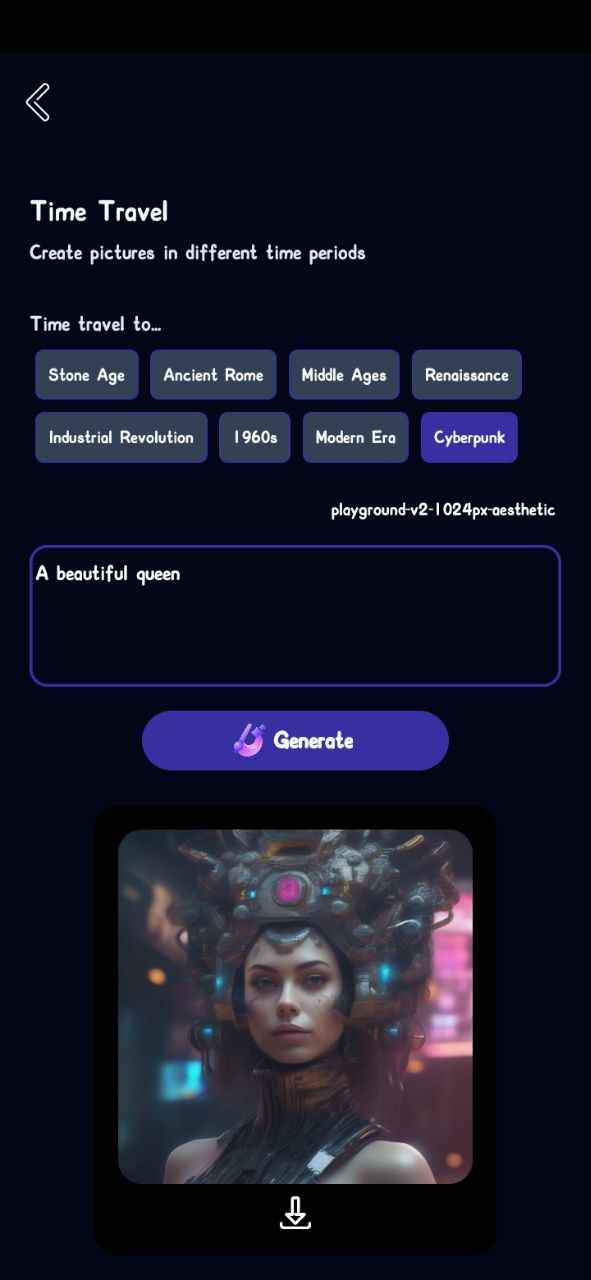 Time Travel
Create pictures in different time periods
Time travel to...
Stone Age Ancient Rome Middle Ages Renaissance
Industrial Revolution 1960s Modern Era Cyberpunk
playground-v2-1024px-aesthetic
A beautiful queen
Generate